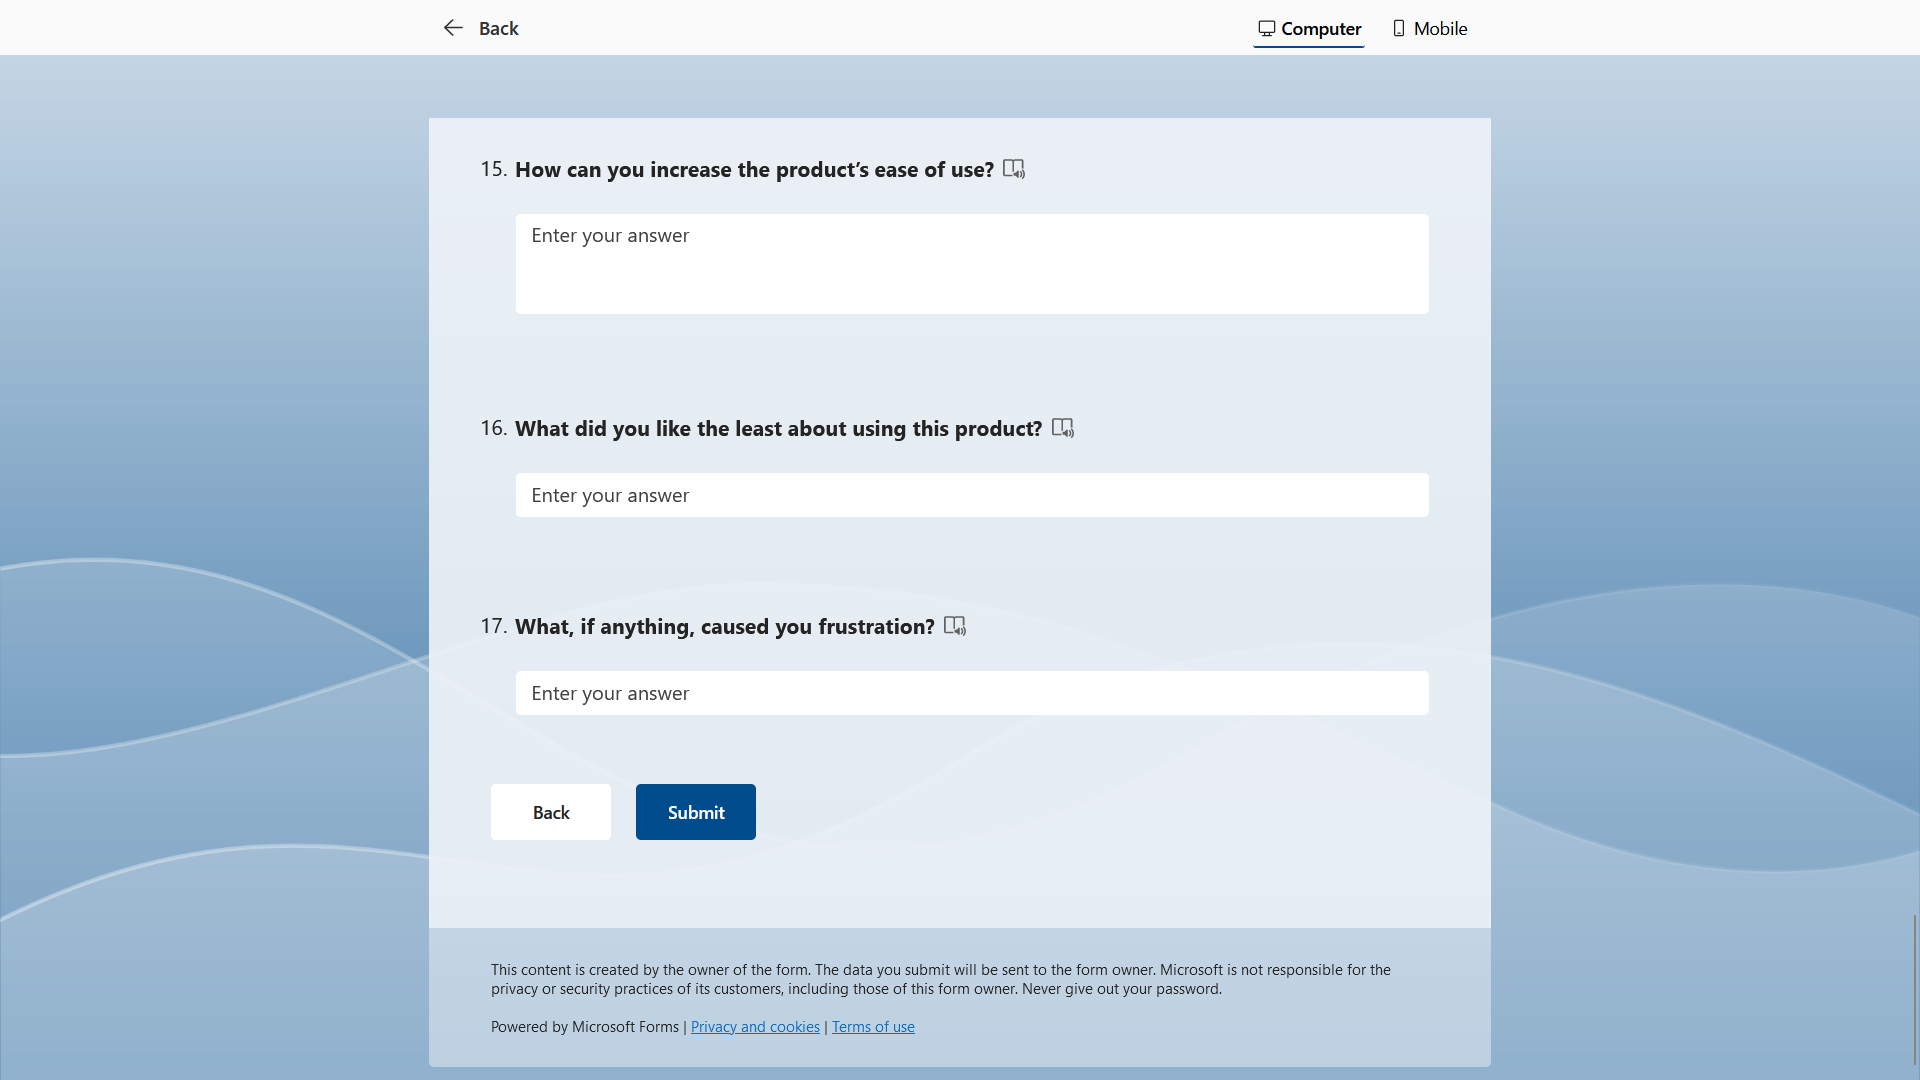 Back
Computer
Mobile
15. How can you increase the product’s ease of use?
Enter your answer
16. What did you like the least about using this product?
Enter your answer
17. What, if anything, caused you frustration?
Enter your answer
Back
Submit
This content is created by the owner of the form. The data you submit will be sent to the form owner. Microsoft is not responsible for the
privacy or security practices of its customers, including those of this form owner. Never give out your password.
Powered by Microsoft Forms | Privacy and cookies | Terms of use